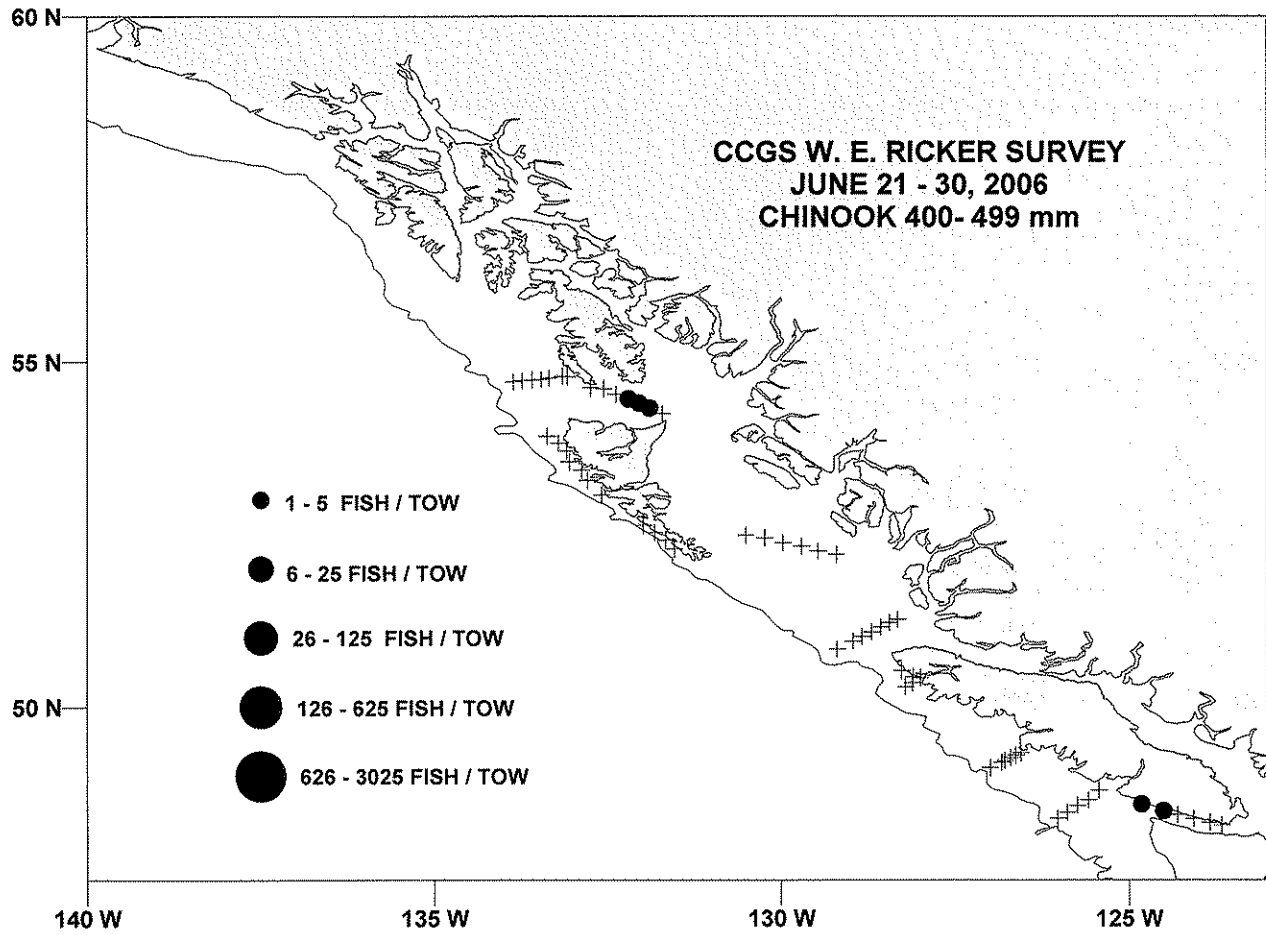 60 N
CCGS W. E. RICKER SURVEY
JUNE 21 - 30, 2006
CHINOOK 400- 499 mm
55 N
1 - 5 FISH / TOW
6 - 25 FISH / TOW
26 - 125 FISH / TOW
50 N
126 - 625 FISH / TOW
626 - 3025 FISH / TOW
140 W
135 W
130 W
125 W